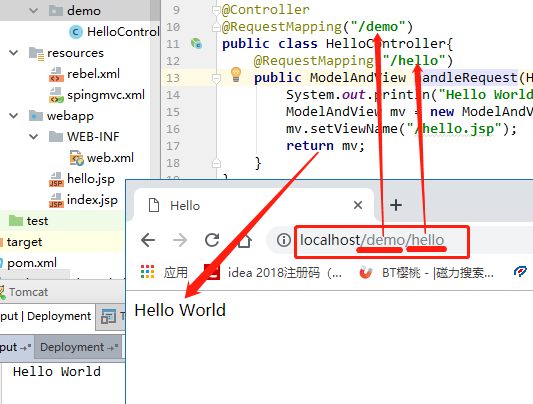 demo
HelloControl
resources
rebel.xml
spingmvc.xml
webapp
WEB-INF
web.xml
hello.jsp
index.jsp
test
target
pom.xml
Tomcat
put | Deployment
put
Deployment
Hello World
9 @Controller
10 @RequestMapping("/demo")
11 public class HelloController{
12 @RequestMapping("/hello")
13 public ModelAndView handleRequest(H
14 System.out.println("Hello World
15 ModelAndView mv = new ModelAndV
16 mv.setViewName("/hello.jsp");
17 return mv;
18 }
Hello
localhost/demo/hello
应用
idea 2018注册码（...
BT樱桃 - |磁力搜索...
Hello World